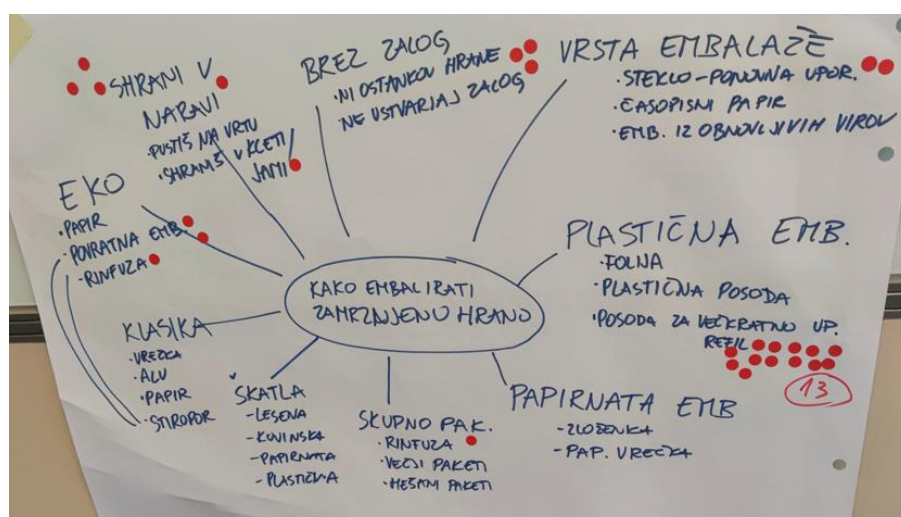 SHRANI V
NARAVI
·PUSTIŠ NA VRTU
·SHRANIŠ V KLETI/
JAMI
BREZ ZALOG
·NI OSTANKOV HRANE
·NE USTVARJAJ ZALOG
VRSTA EMBALAŽE
·STEKLO-PONOVNA UPOR.
·ČASOPISNI PAPIR
·EMB. IZ OBNOVLJIVIH VIROV
EKO
·PAPIR
·POVRATNA EMB.
·RINFUZA
KAKO EMBALIRATI
ZAMRZNJENO HRANO
PLASTIČNA EMB.
·FOLIJA
·PLASTIČNA POSODA
·POSODA ZA VEČKRATNO UP.
REFIL
13
KLASIKA
·VREČKA
·ALU
·PAPIR
·STIROPOR
ŠKATLA
-LESENA
-KOVINSKA
-PAPIRNATA
-PLASTIČNA
SKUPNO PAK.
·RINFUZA
·VEČJI PAKETI
·MEŠANI PAKETI
PAPIRNATA EMB
-ZLOŽENKA
-PAP. VREČKA